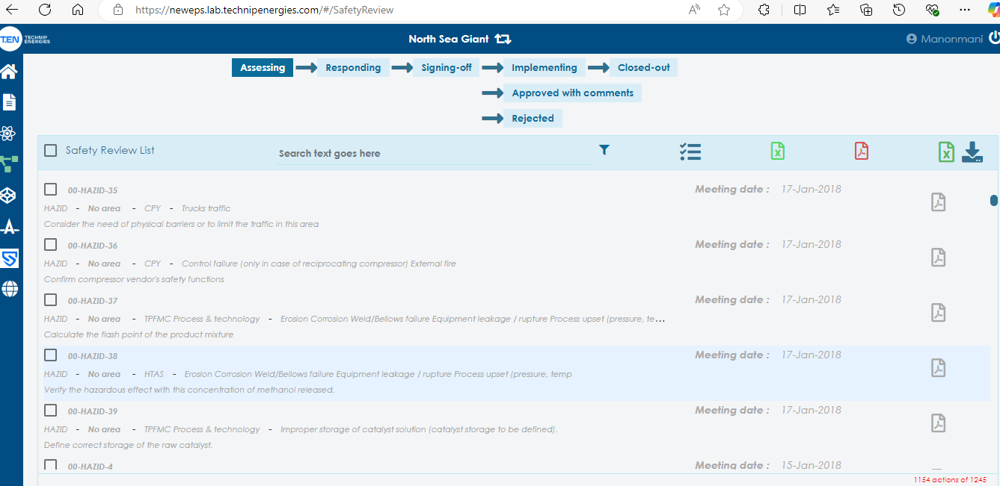 https://neweps.lab.technipenergies.com/#/SafetyReview
T.EN TECHNIP ENERGIES
North Sea Giant
Manonmani
Assessing Responding Signing-off Implementing Closed-out
Approved with comments
Rejected
Safety Review List Search text goes here
00-HAZID-35 Meeting date : 17-Jan-2018
HAZID - No area - CPY - Trucks traffic
Consider the need of physical barriers or to limit the traffic in this area
00-HAZID-36 Meeting date : 17-Jan-2018
HAZID - No area - CPY - Control failure (only in case of reciprocating compressor) External fire
Confirm compressor vendor's safety functions
00-HAZID-37 Meeting date : 17-Jan-2018
HAZID - No area - TPFMC Process & technology - Erosion Corrosion Weld/Bellows failure Equipment leakage / rupture Process upset (pressure, te...
Calculate the flash point of the product mixture
00-HAZID-38 Meeting date : 17-Jan-2018
HAZID - No area - HTAS - Erosion Corrosion Weld/Bellows failure Equipment leakage / rupture Process upset (pressure, temp
Verify the hazardous effect with this concentration of methanol released.
00-HAZID-39 Meeting date : 17-Jan-2018
HAZID - No area - TPFMC Process & technology - Improper storage of catalyst solution (catalyst storage to be defined).
Define correct storage of the raw catalyst.
00-HAZID-4 Meeting date : 15-Jan-2018
1154 actions of 1245